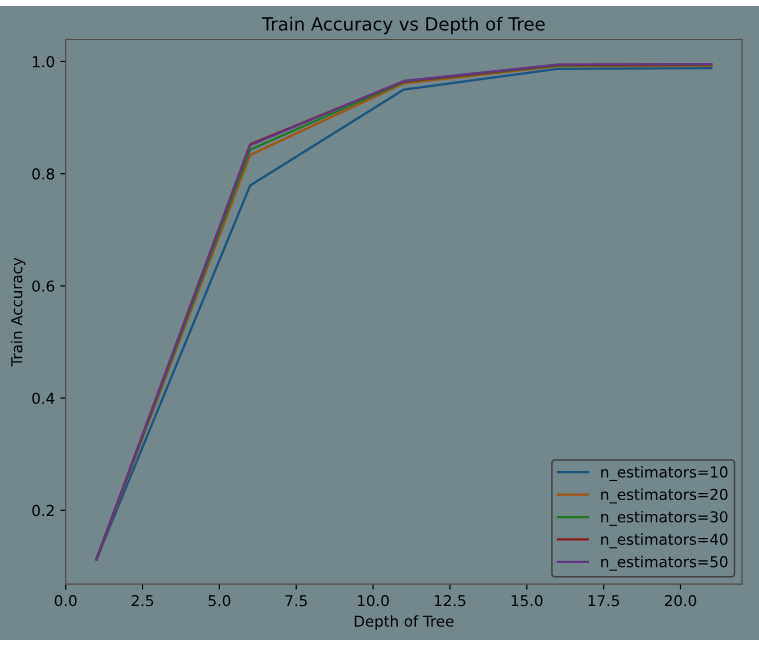 Train Accuracy vs Depth of Tree
1.0
0.8
0.6
0.4
0.2
Train Accuracy
0.0 2.5 5.0 7.5 10.0 12.5 15.0 17.5 20.0
Depth of Tree
n_estimators=10
n_estimators=20
n_estimators=30
n_estimators=40
n_estimators=50